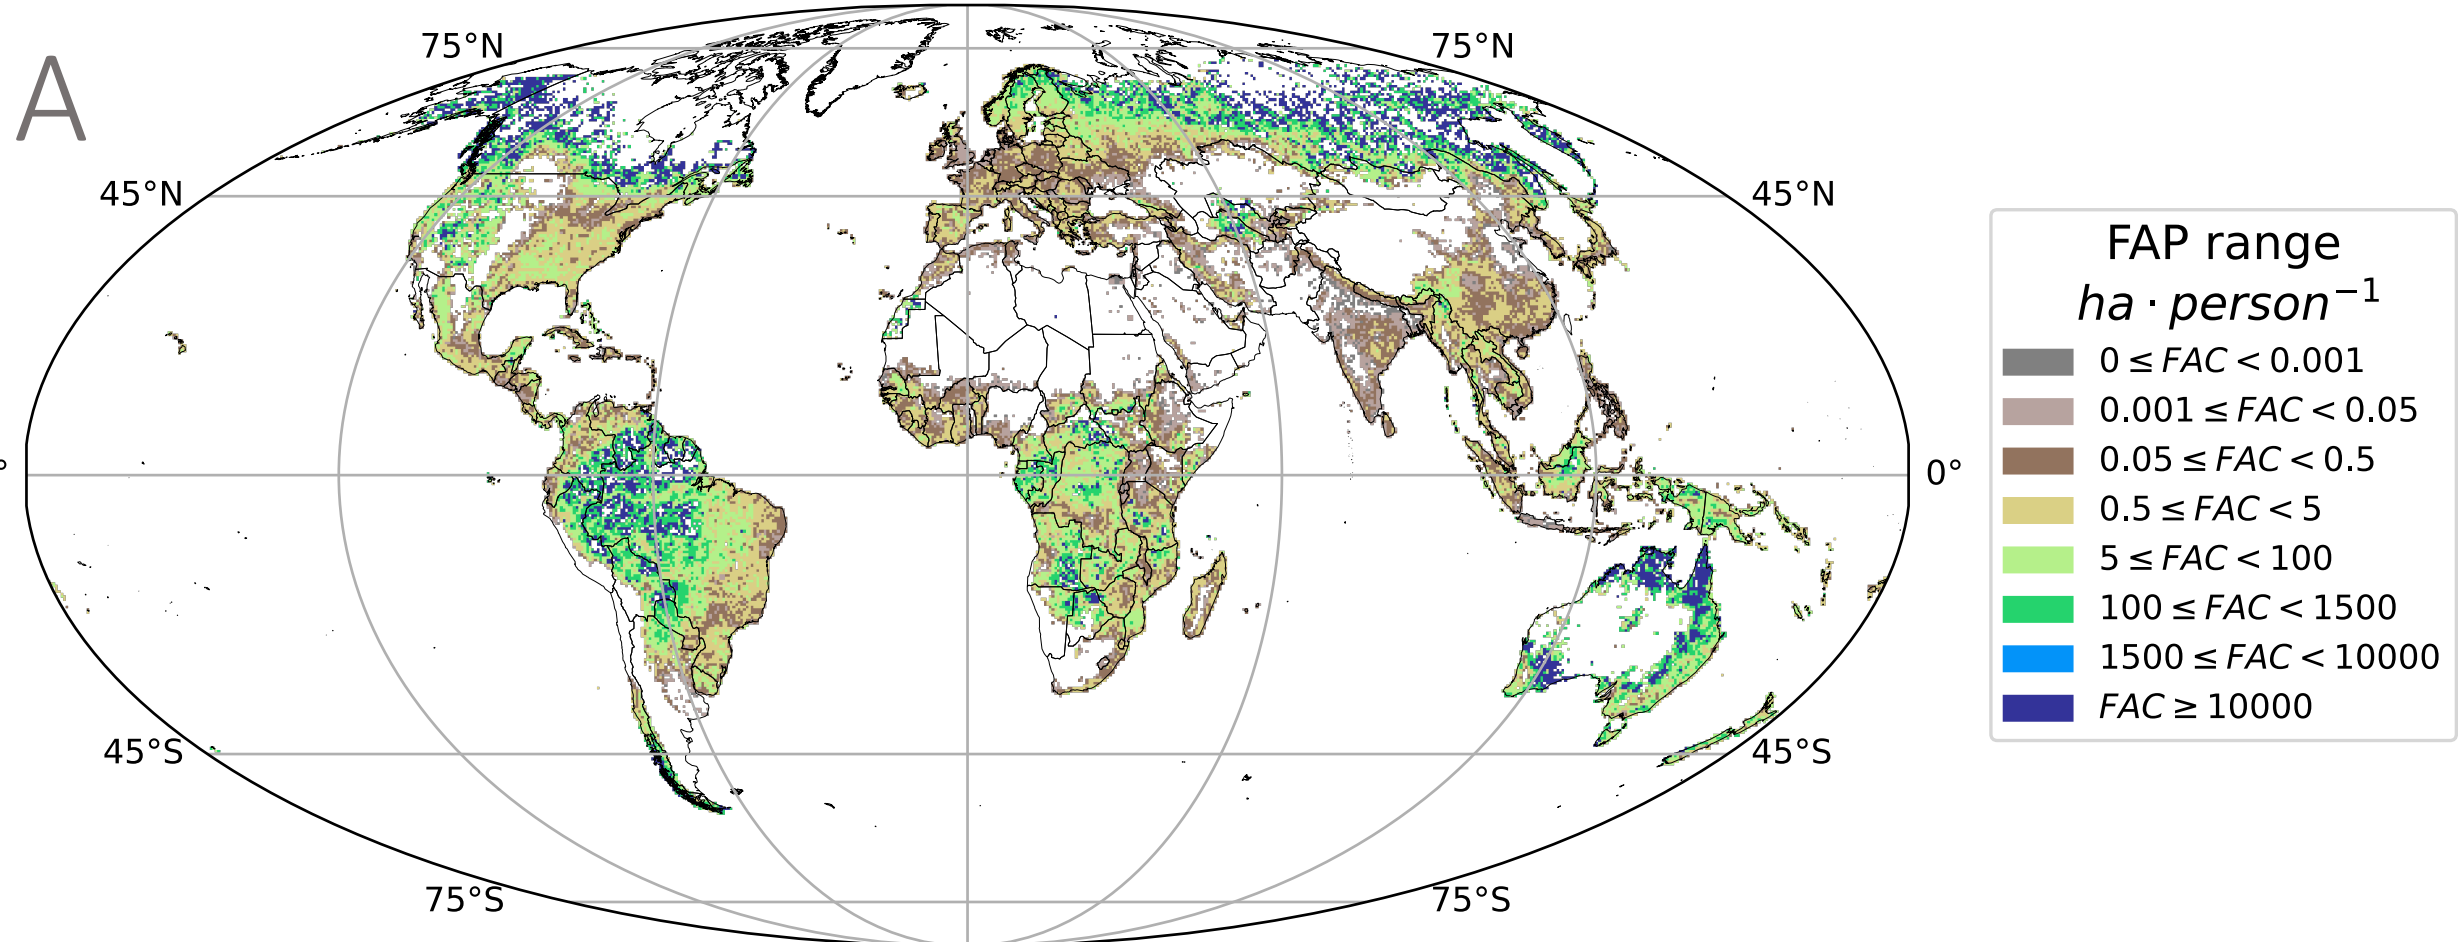 A
75°N
75°N
45°N
45°N
FAP range
ha · person⁻¹
0 ≤ FAC < 0.001
0.001 ≤ FAC < 0.05
0.05 ≤ FAC < 0.5
0.5 ≤ FAC < 5
5 ≤ FAC < 100
100 ≤ FAC < 1500
1500 ≤ FAC < 10000
FAC ≥ 10000
°
0°
45°S
45°S
75°S
75°S